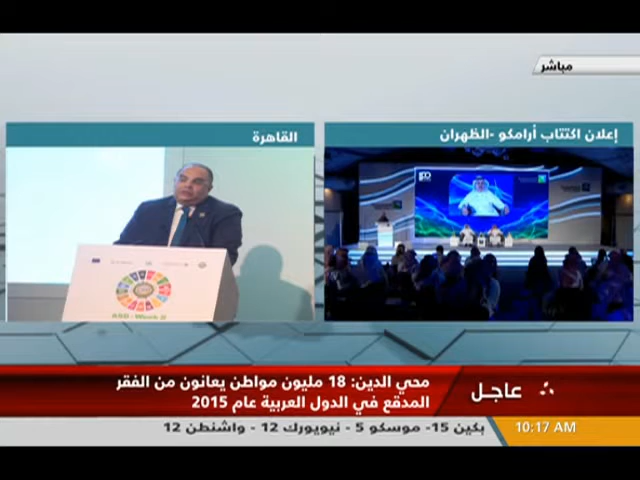 مباشر
إعلان اكتتاب أرامكو -الظهران
القاهرة
ASD - Week
عاجل
محي الدين: 18 مليون مواطن يعانون من الفقر
المدقع في الدول العربية عام 2015
10:17 AM
بكين 15- موسكو 5 - نيويورك 12 - واشنطن 12